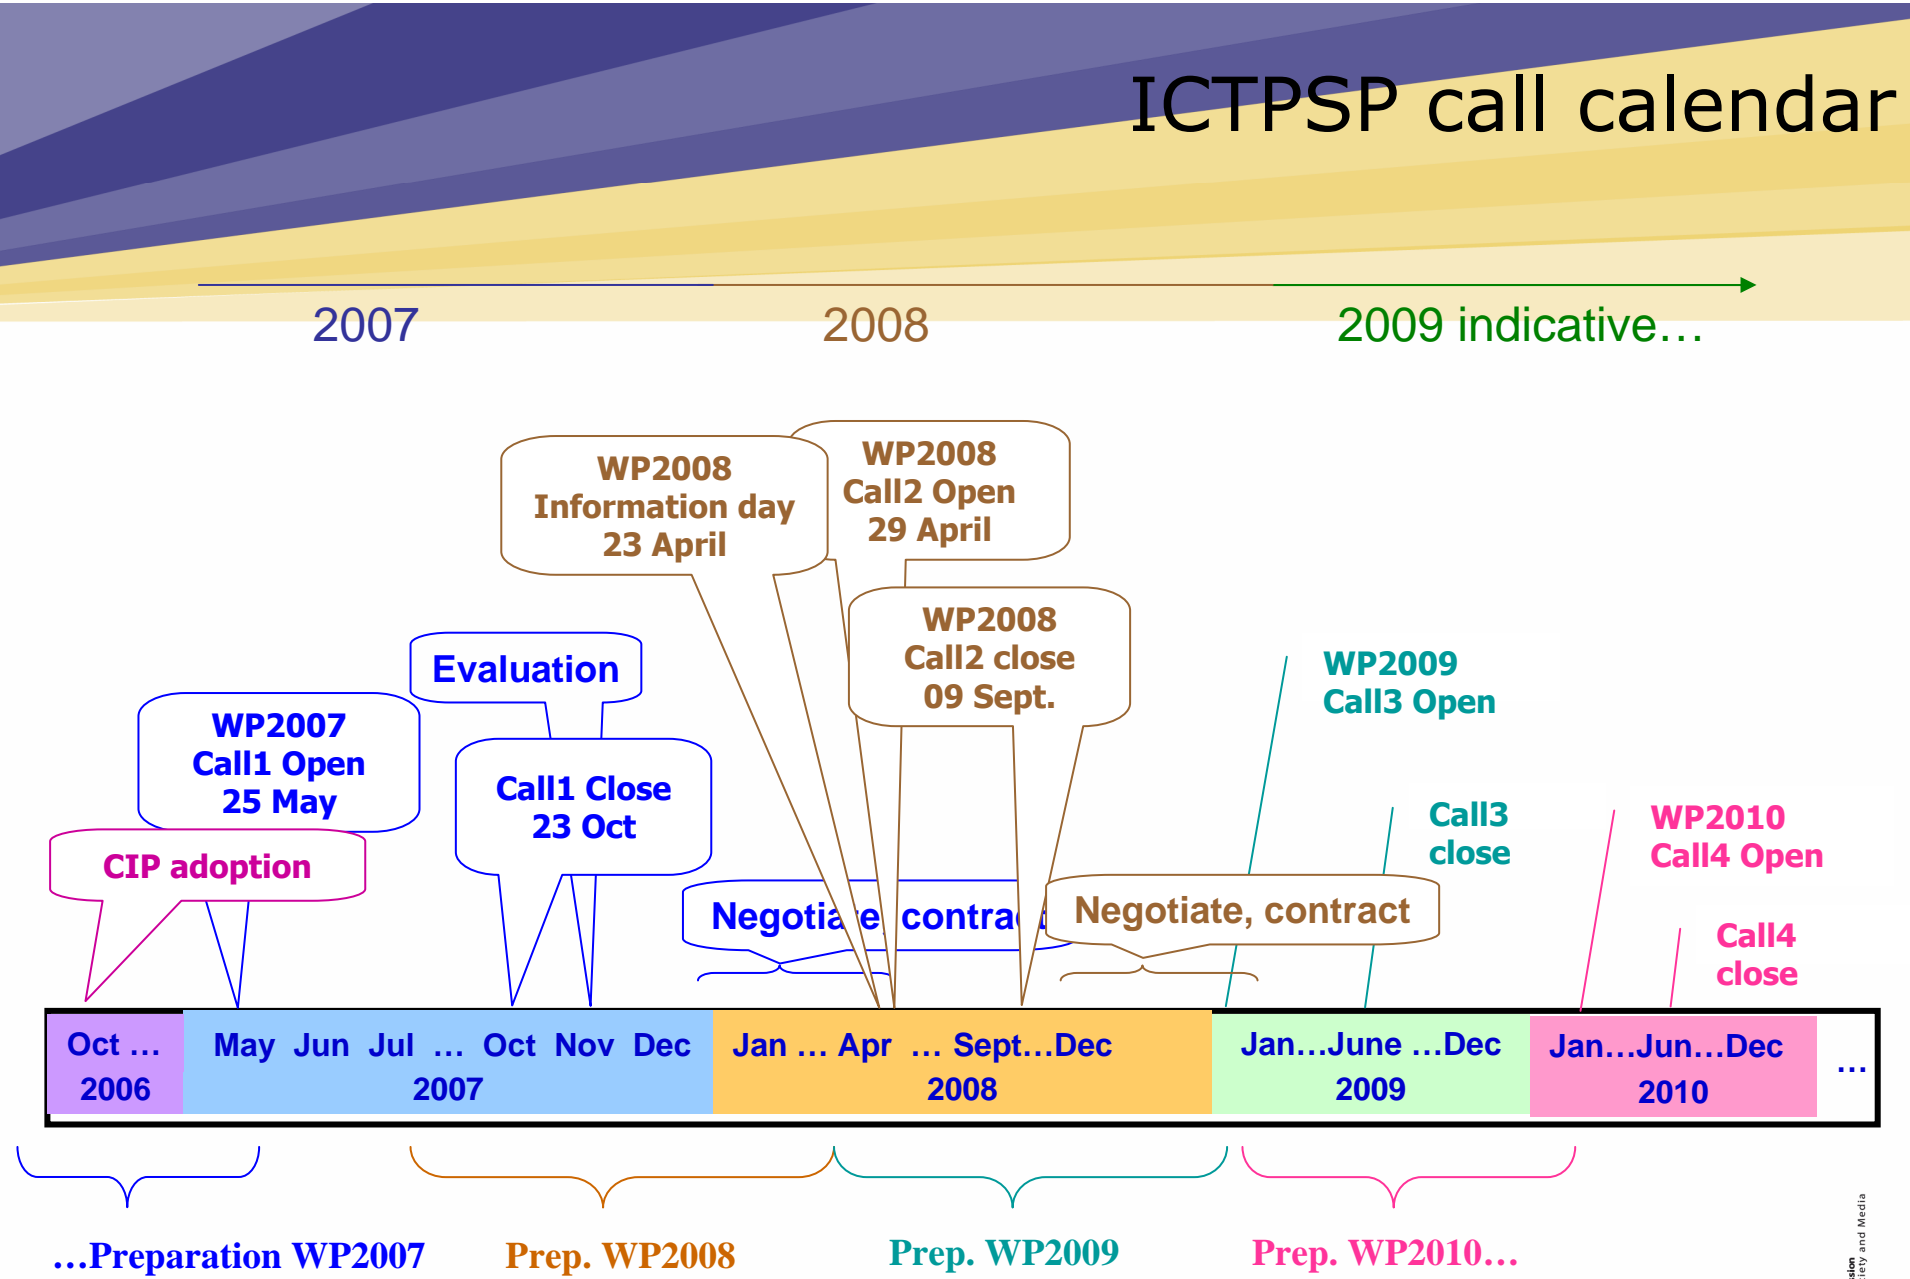 ICTPSP call calendar
2007
2008
2009 indicative…
WP2008
Information day
23 April
WP2008
Call2 Open
29 April
WP2008
Call2 close
09 Sept.
Evaluation
WP2007
Call1 Open
25 May
Call1 Close
23 Oct
CIP adoption
WP2009
Call3 Open
Call3
close
WP2010
Call4 Open
Call4
close
Negotiate, contract
Negotiate, contract
Oct …
2006
May Jun Jul … Oct Nov Dec
2007
Jan … Apr … Sept…Dec
2008
Jan…June …Dec
2009
Jan…Jun…Dec
2010
…
…Preparation WP2007
Prep. WP2008
Prep. WP2009
Prep. WP2010…
and Media